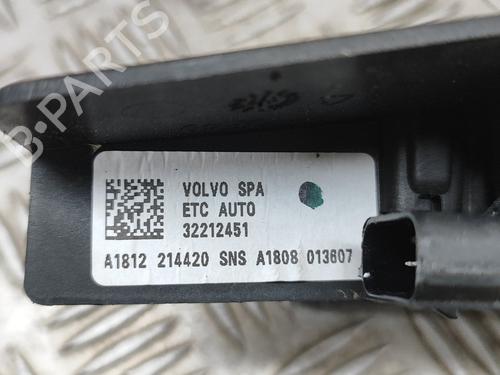 B-PARTS
VOLVO SPA
ETC AUTO
32212451
A1812 214420 SNS A1808 013607